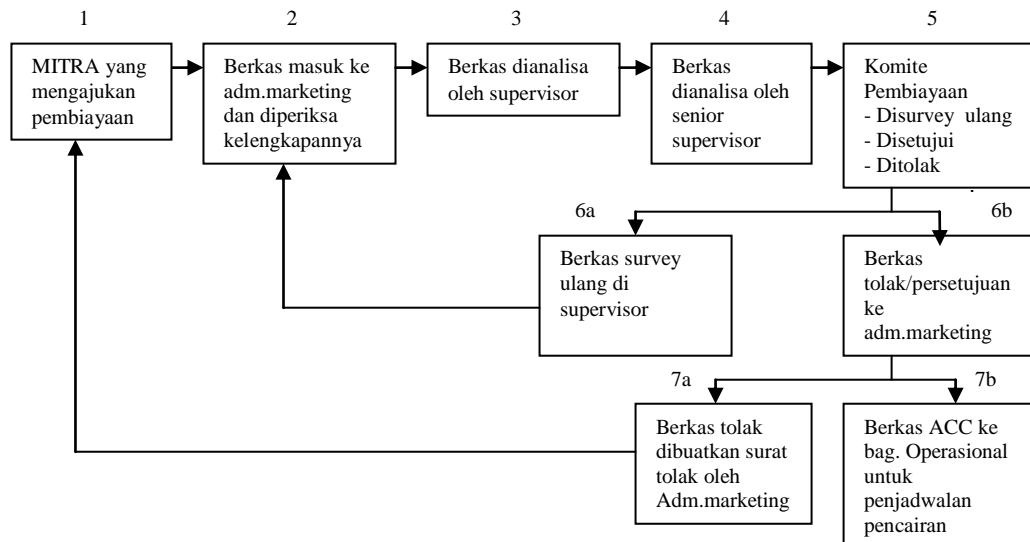 1
2
3
4
5
MITRA yang
mengajukan
pembiayaan
Berkas masuk ke
adm.marketing
dan diperiksa
kelengkapannya
Berkas dianalisa
oleh supervisor
Berkas
dianalisa oleh
senior
supervisor
Komite
Pembiayaan
- Disurvey ulang
- Disetujui
- Ditolak
6a
6b
Berkas survey
ulang di
supervisor
Berkas
tolak/persetujuan
ke
adm.marketing
7a
7b
Berkas tolak
dibuatkan surat
tolak oleh
Adm.marketing
Berkas ACC ke
bag. Operasional
untuk
penjadwalan
pencairan